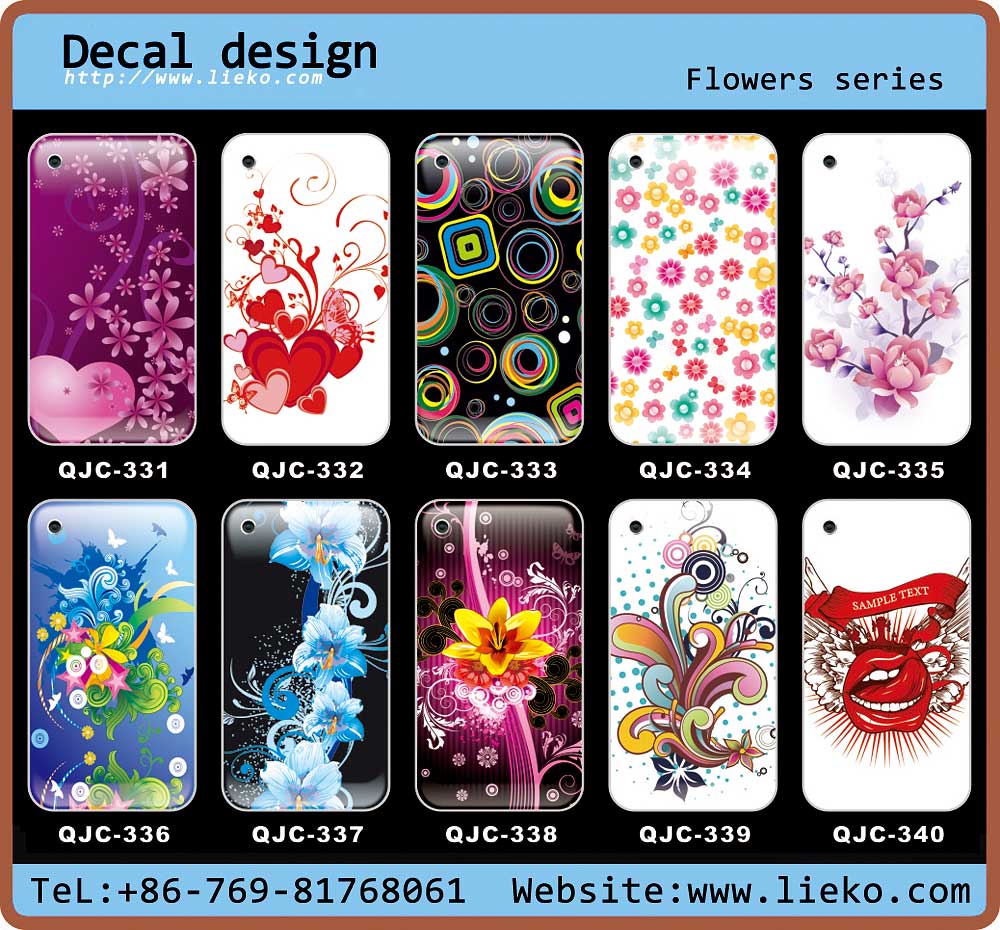 Decal design
http://www.lieko.com
Flowers series
QJC-331 QJC-332 QJC-333 QJC-334 QJC-335
SAMPLE TEXT
QJC-336 QJC-337 QJC-338 QJC-339 QJC-340
TeL:+86-769-81768061 Website:www.lieko.com